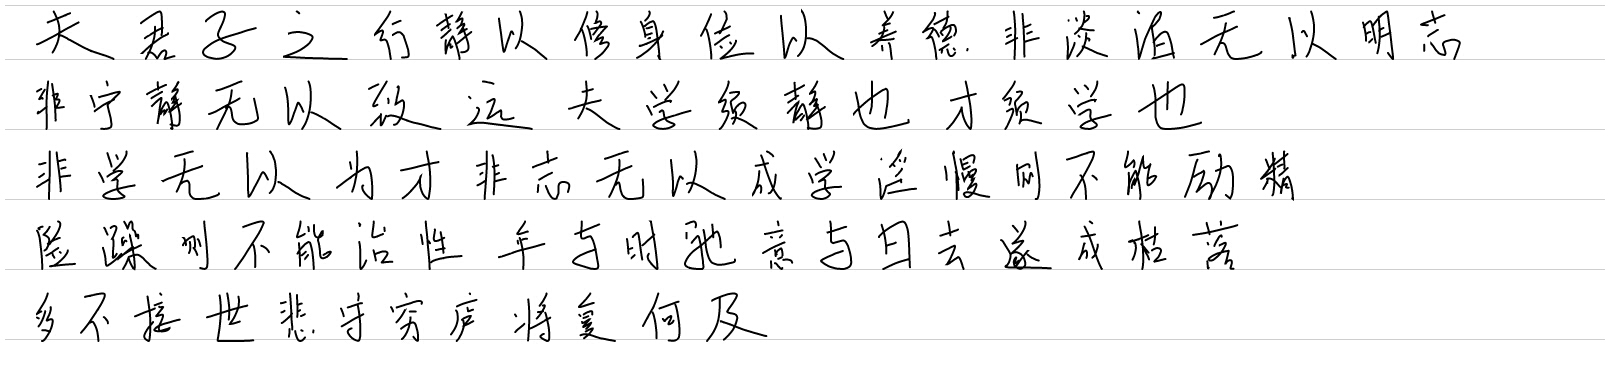 夫君子之行静以修身俭以养德.非淡泊无以明志
非宁静无以致远夫学须静也才须学也
非学无以为才非志无以成学淫慢则不能励精
险躁则不能治性年与时驰意与日去遂成枯落
多不接世悲守穷庐将复何及